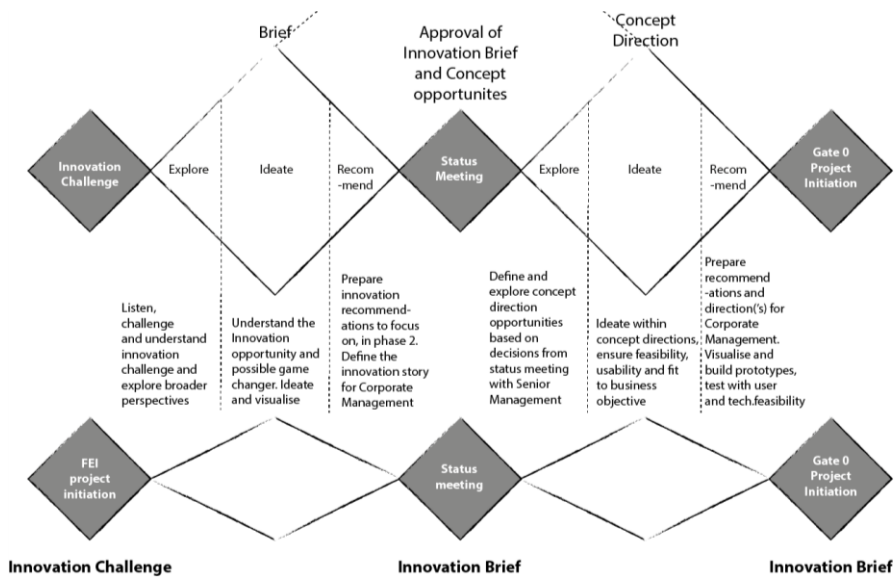 Brief
Approval of
Innovation Brief
and Concept
opportunites
Concept
Direction
Innovation
Challenge
Explore
Ideate
Recom
-mend
Status
Meeting
Explore
Ideate
Recom
-mend
Gate 0
Project
Initiation
Listen,
challenge
and understand
innovation
challenge and
explore broader
perspectives
Understand the
Innovation
opportunity and
possible game
changer. Ideate
and visualise
Prepare
innovation
recommend-
ations to focus
on, in phase 2.
Define the
innovation story
for Corporate
Management
Define and
explore concept
direction
opportunities
based on
decisions from
status meeting
with Senior
Management
Ideate within
concept directions,
ensure feasibility,
usability and fit
to business
objective
Prepare
recommend
-ations and
direction('s) for
Corporate
Management.
Visualise and
build prototypes,
test with user
and tech.feasibility
FEI
project
initiation
Status
meeting
Gate 0
Project
Initiation
Innovation Challenge
Innovation Brief
Innovation Brief